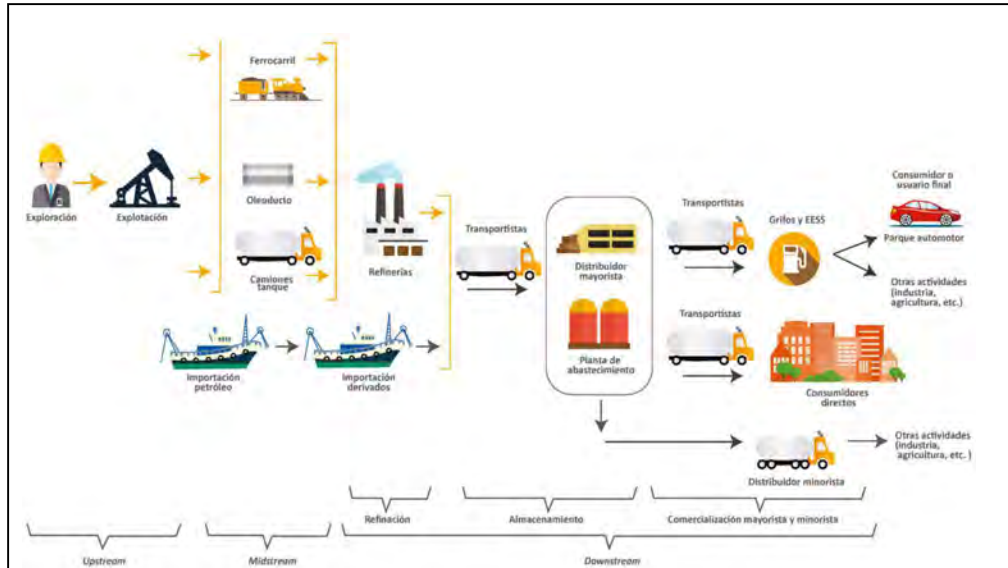 Exploración
Explotación
Ferrocarril
Oleoducto
Camiones
tanque
Importación
petróleo
Importación
derivados
Refinerías
Transportistas
Distribuidor
mayorista
Planta de
abastecimiento
Transportistas
Grifos y EESS
Consumidor o
usuario final
Parque automotor
Otras actividades
(industria,
agricultura, etc.)
Transportistas
Consumidores
directos
Distribuidor minorista
Otras actividades
(industria,
agricultura, etc. )
Refinación
Almacenamiento
Comercialización mayorista y minorista
Upstream
Midstream
Downstream